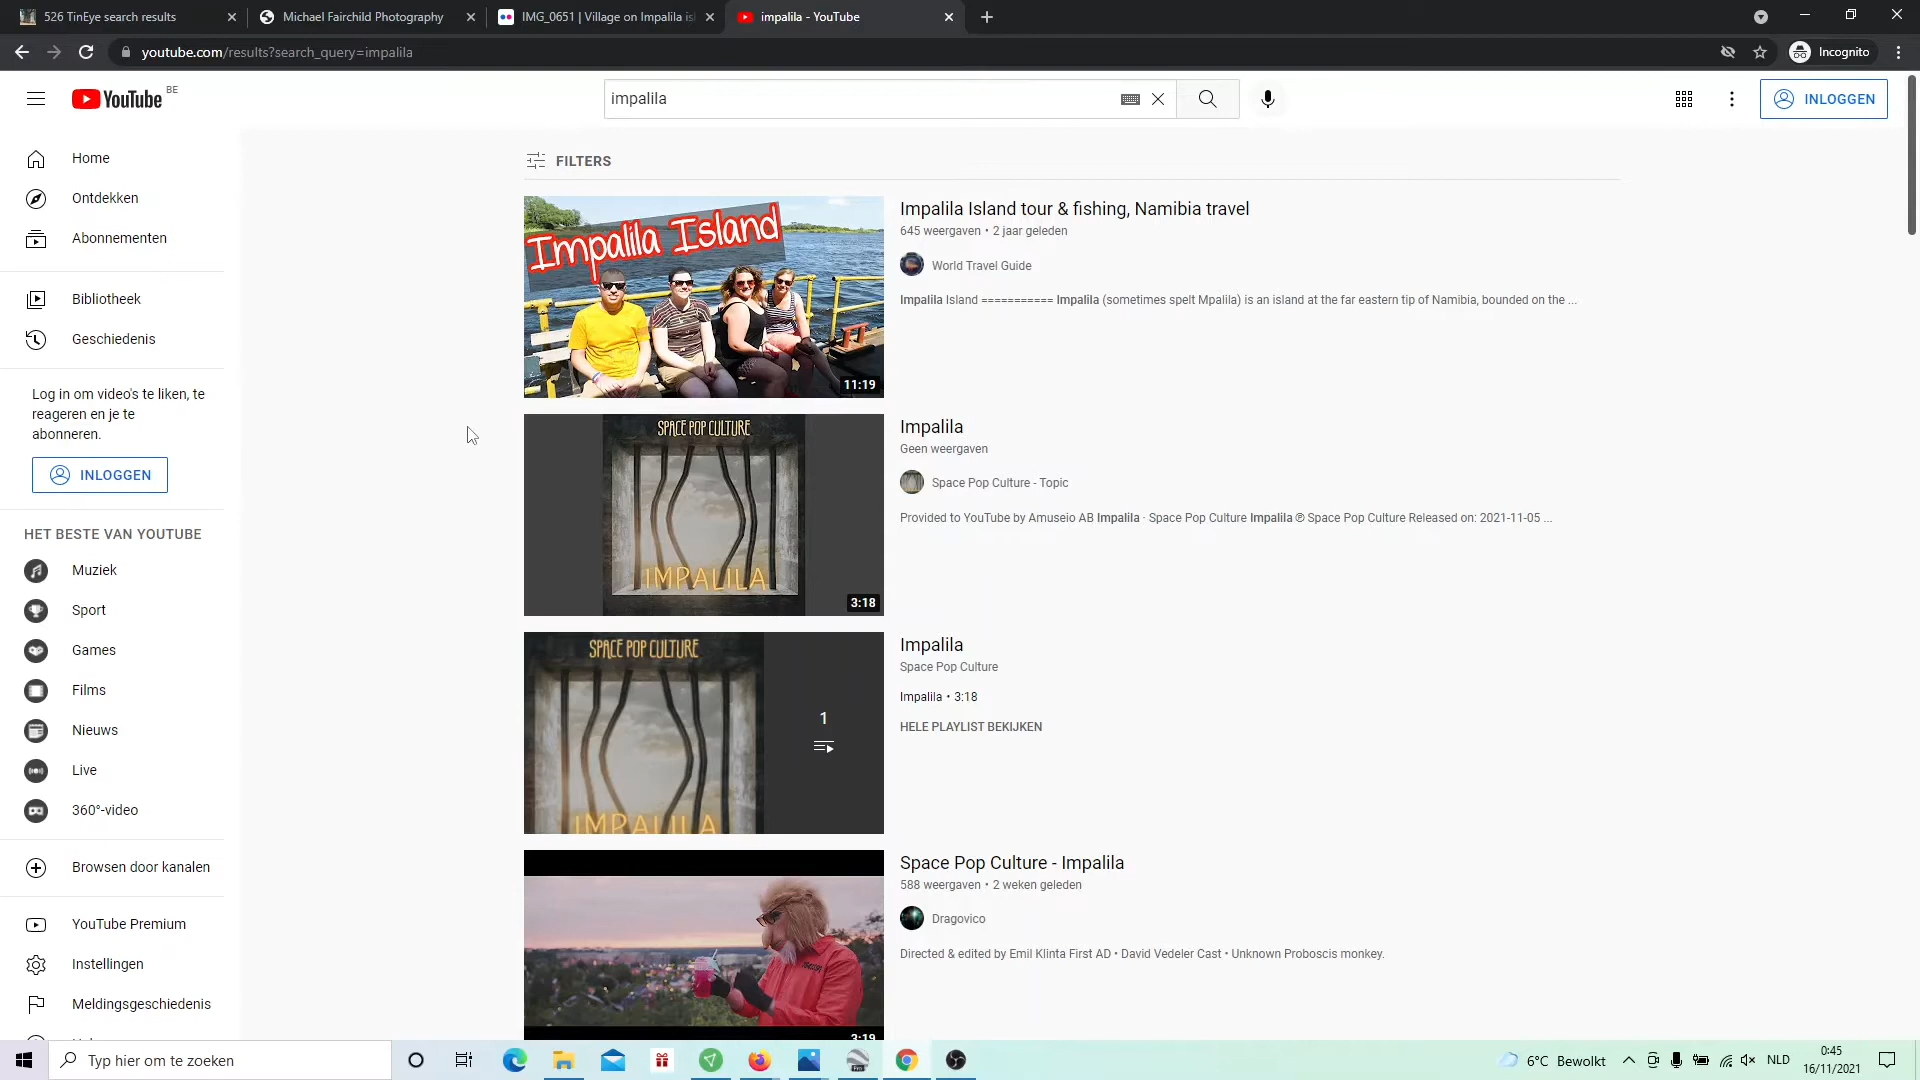 526 TinEye search results
Michael Fairchild Photography
IMG_0651 | Village on Impalila isl
impalila - YouTube
youtube.com/results?search_query=impalila
Incognito
YouTube BE
impalila
INLOGGEN
Home
Ontdekken
Abonnementen
Bibliotheek
Geschiedenis
Log in om video's te liken, te
reageren en je te
abonneren.
INLOGGEN
HET BESTE VAN YOUTUBE
Muziek
Sport
Games
Films
Nieuws
Live
360°-video
Browsen door kanalen
YouTube Premium
Instellingen
Meldingsgeschiedenis
FILTERS
Impalila Island
11:19
Impalila Island tour & fishing, Namibia travel
645 weergaven • 2 jaar geleden
World Travel Guide
Impalila Island =========== Impalila (sometimes spelt Mpalila) is an island at the far eastern tip of Namibia, bounded on the ...
SPACE POP CULTURE
IMPALILA
3:18
Impalila
Geen weergaven
Space Pop Culture - Topic
Provided to YouTube by Amuseio AB Impalila · Space Pop Culture Impalila ℗ Space Pop Culture Released on: 2021-11-05 ...
SPACE POP CULTURE
IMPALILA
1
Impalila
Space Pop Culture
Impalila • 3:18
HELE PLAYLIST BEKIJKEN
3:19
Space Pop Culture - Impalila
588 weergaven • 2 weken geleden
Dragovico
Directed & edited by Emil Klinta First AD • David Vedeler Cast • Unknown Proboscis monkey.
Typ hier om te zoeken
6°C Bewolkt
NLD
0:45
16/11/2021